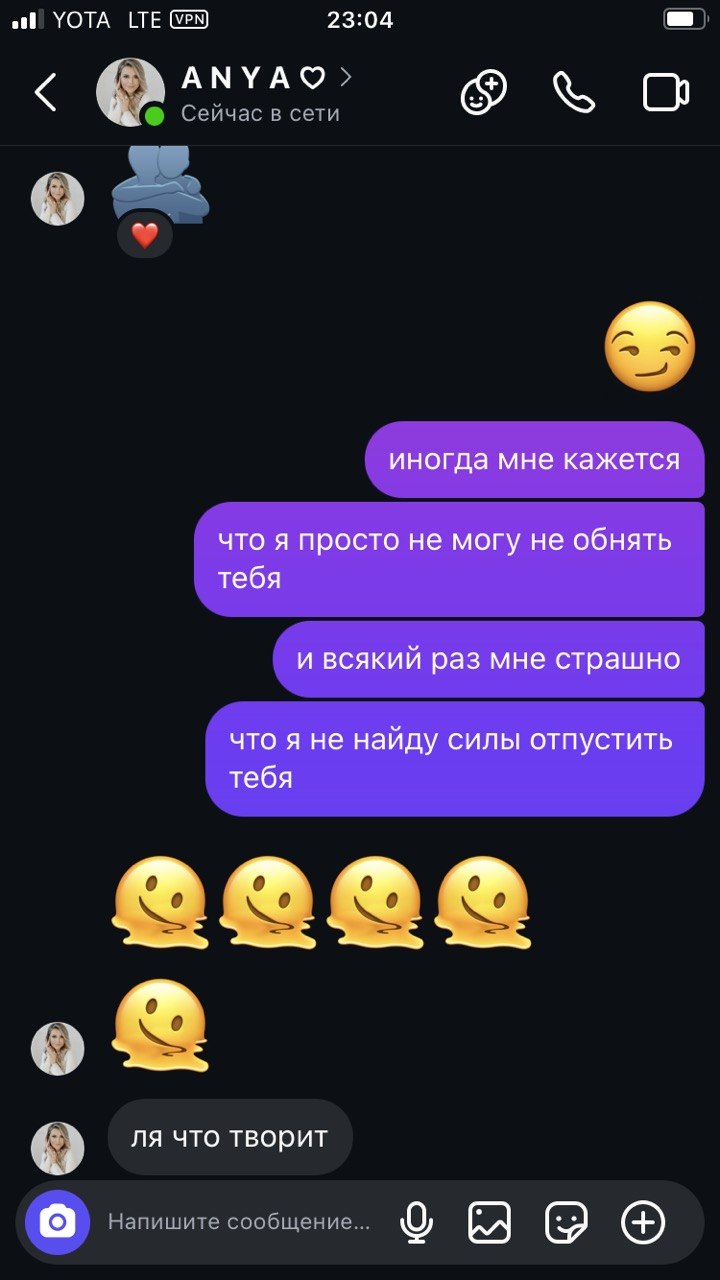 YOTA LTE VPN 23:04
A N Y A ♡
Сейчас в сети
иногда мне кажется
что я просто не могу не обнять
тебя
и всякий раз мне страшно
что я не найду силы отпустить
тебя
ля что творит
Напишите сообщение...